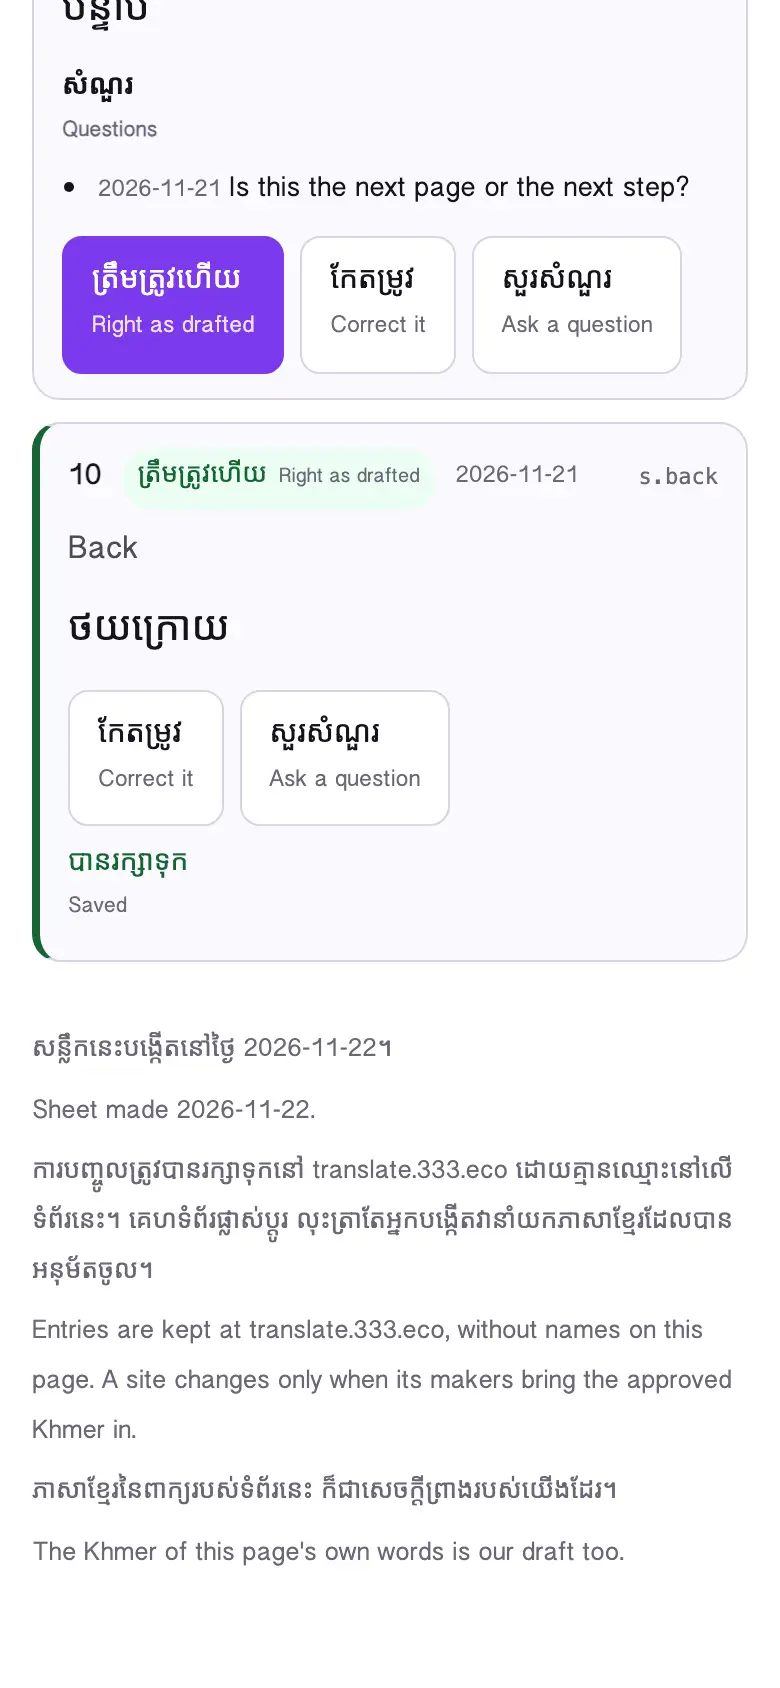 បន្ទាប់
សំណួរ
Questions
• 2026-11-21 Is this the next page or the next step?
ត្រឹមត្រូវហើយ
Right as drafted
កែតម្រូវ
Correct it
សួរសំណួរ
Ask a question
10 ត្រឹមត្រូវហើយ Right as drafted 2026-11-21 s.back
Back
ថយក្រោយ
កែតម្រូវ
Correct it
សួរសំណួរ
Ask a question
បានរក្សាទុក
Saved
សន្លឹកនេះបង្កើតនៅថ្ងៃ 2026-11-22។
Sheet made 2026-11-22.
ការបញ្ចូលត្រូវបានរក្សាទុកនៅ translate.333.eco ដោយគ្មានឈ្មោះនៅលើ
ទំព័រនេះ។ គេហទំព័រផ្លាស់ប្តូរ លុះត្រាតែអ្នកបង្កើតវានាំយកភាសាខ្មែរដែលបាន
អនុម័តចូល។
Entries are kept at translate.333.eco, without names on this
page. A site changes only when its makers bring the approved
Khmer in.
ភាសាខ្មែរនៃពាក្យរបស់ទំព័រនេះ ក៏ជាសេចក្តីព្រាងរបស់យើងដែរ។
The Khmer of this page's own words is our draft too.